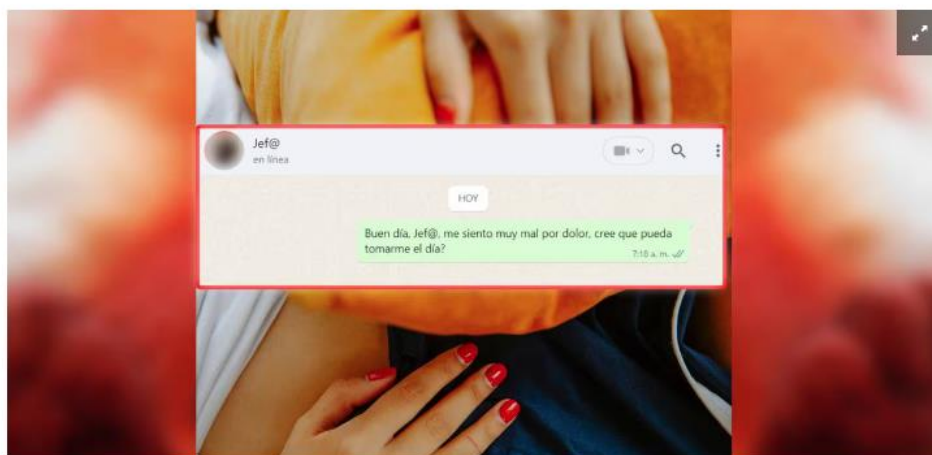 Jef@
en línea
HOY
Buen día, Jef@, me siento muy mal por dolor, cree que pueda
tomarme el día?
7:18 a. m.